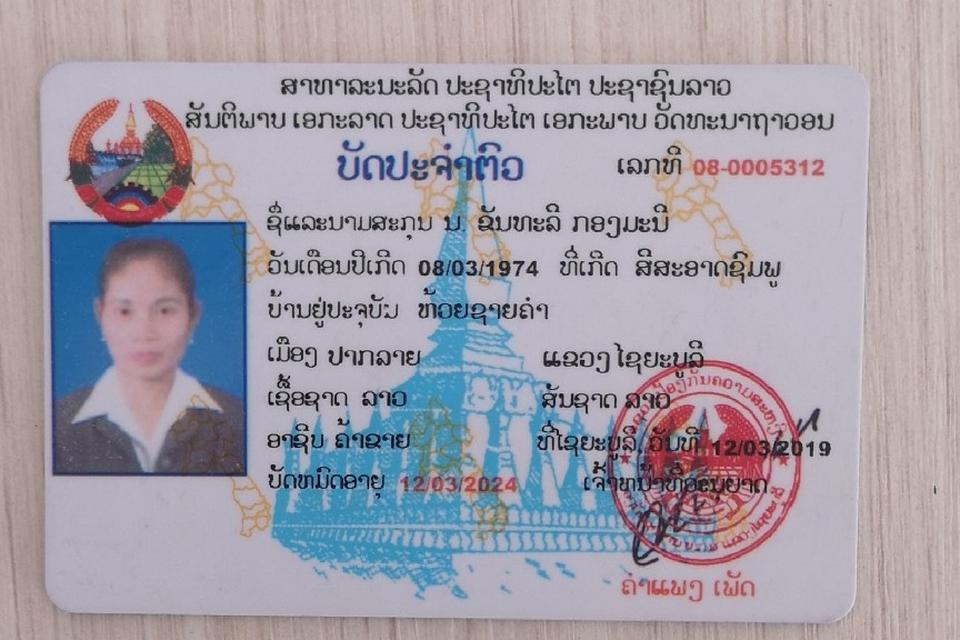 ສາທາລະນະລັດ ປະຊາທິປະໄຕ ປະຊາຊົນລາວ
ສັນຕິພາບ ເອກະລາດ ປະຊາທິປະໄຕ ເອກະພາບ ວັດທະນາຖາວອນ
ບັດປະຈຳຕົວ ເລກທີ 08-0005312
ຊື່ແລະນາມສະກຸນ ນ. ຂັນທະລີ ກອງມະນີ
ວັນເດືອນປີເກີດ 08/03/1974 ທີ່ເກີດ ສີສະອາດຊົມພູ
ບ້ານຢູ່ປະຈຸບັນ ຫ້ວຍຊາຍຄຳ
ເມືອງ ປາກລາຍ ແຂວງ ໄຊຍະບູລີ
ເຊື້ອຊາດ ລາວ ສັນຊາດ ລາວ
ອາຊີບ ຄ້າຂາຍ ທີ່ໄຊຍະບູລີ, ວັນທີ 12/03/2019
ບັດຫມົດອາຍຸ 12/03/2024 ເຈົ້າຫນ້າທີ່ອະນຸຍາດ
ຄຳແພງ ເພັດ